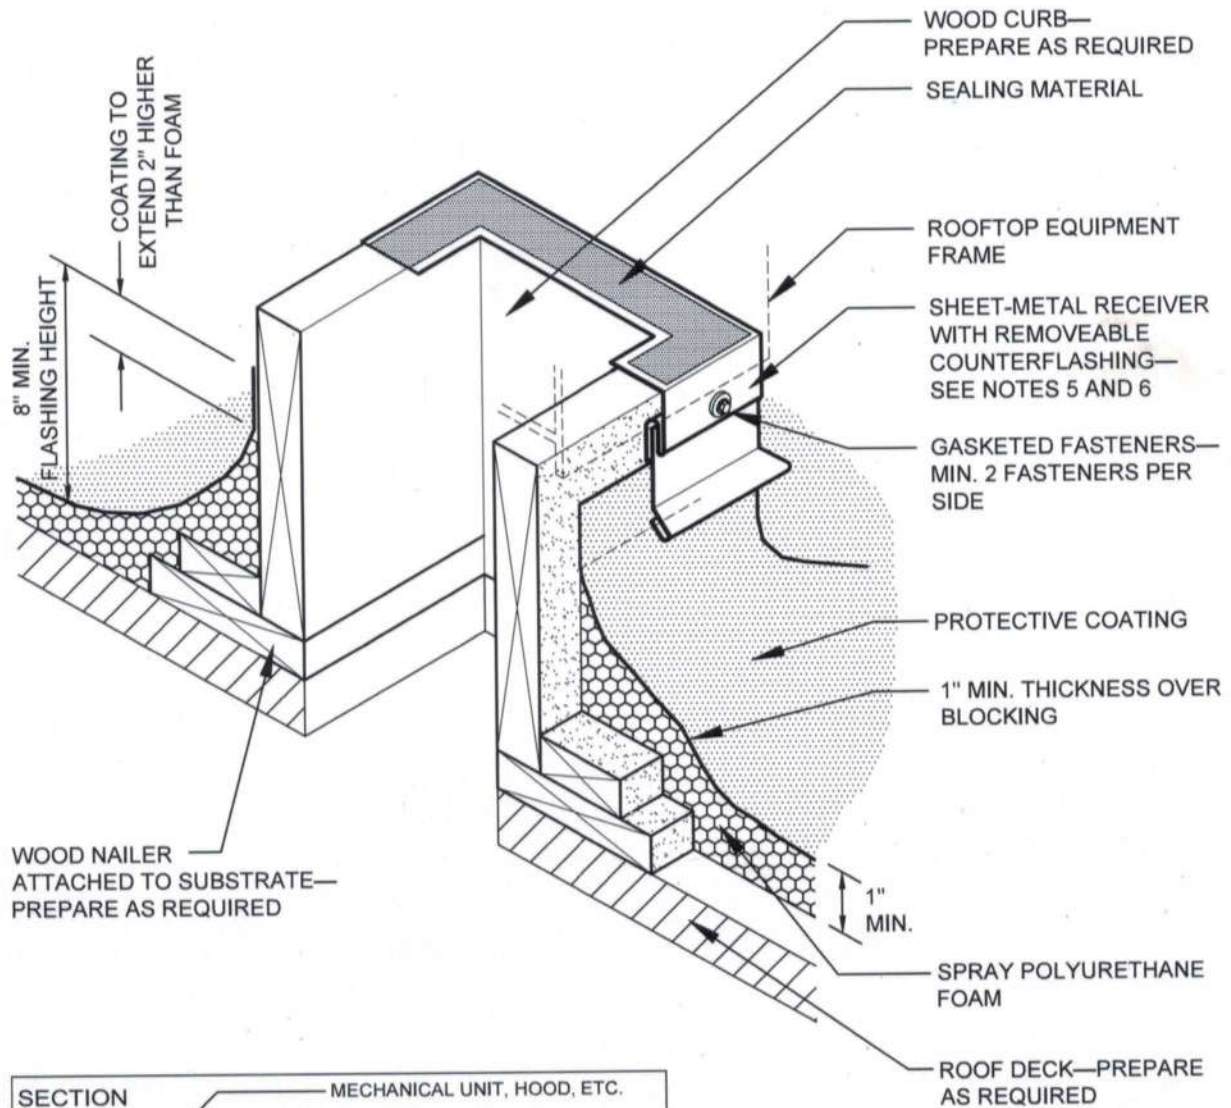 WOOD CURB—
PREPARE AS REQUIRED
SEALING MATERIAL
COATING TO
EXTEND 2" HIGHER
THAN FOAM
8" MIN.
FLASHING HEIGHT
ROOFTOP EQUIPMENT
FRAME
SHEET-METAL RECEIVER
WITH REMOVEABLE
COUNTERFLASHING—
SEE NOTES 5 AND 6
GASKETED FASTENERS—
MIN. 2 FASTENERS PER
SIDE
PROTECTIVE COATING
1" MIN. THICKNESS OVER
BLOCKING
WOOD NAILER
ATTACHED TO SUBSTRATE—
PREPARE AS REQUIRED
1"
MIN.
SPRAY POLYURETHANE
FOAM
ROOF DECK—PREPARE
AS REQUIRED
SECTION
MECHANICAL UNIT, HOOD, ETC.